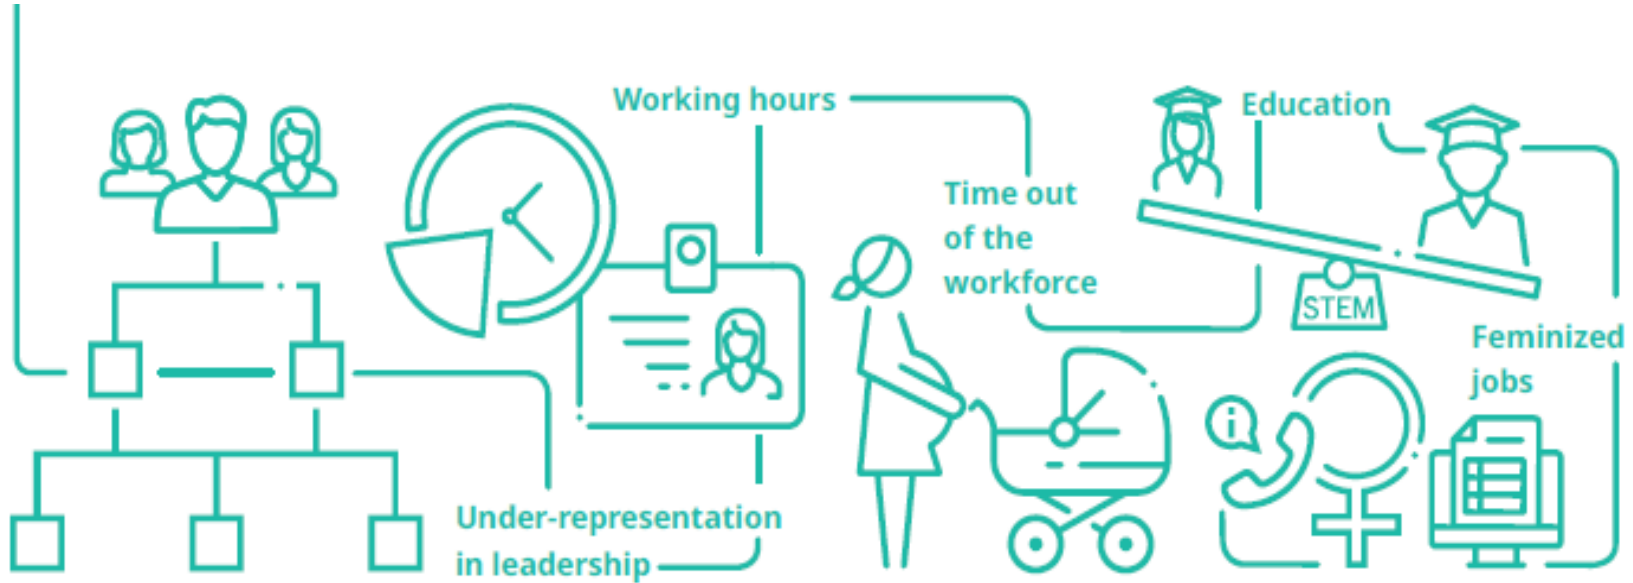 Working hours
Education
Time out
of the
workforce
STEM
Feminized
jobs
i
Under-representation
in leadership